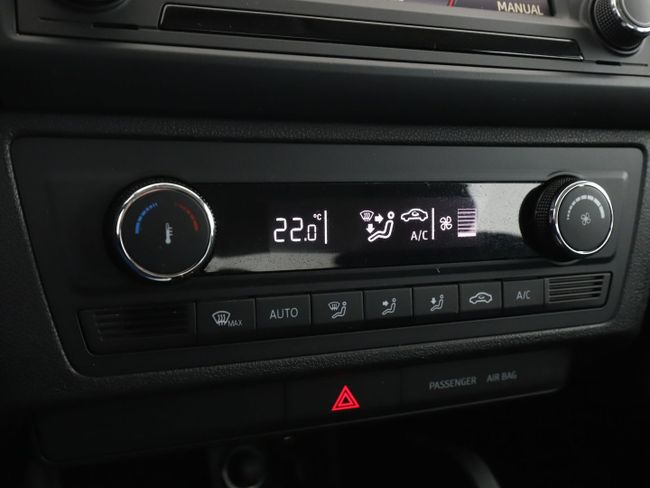 MANUAL
22.0 °C
A/C
MAX
AUTO
A/C
PASSENGER AIR BAG